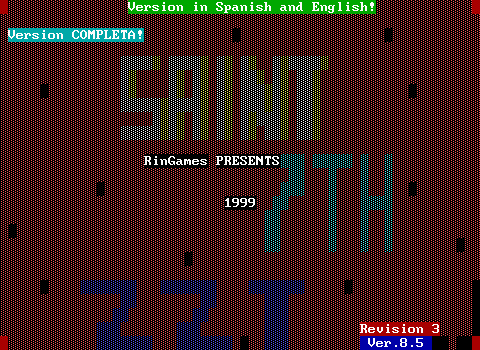 Version in Spanish and English!
Version COMPLETA!
RinGames PRESENTS
1999
Revision 3
Ver.8.5